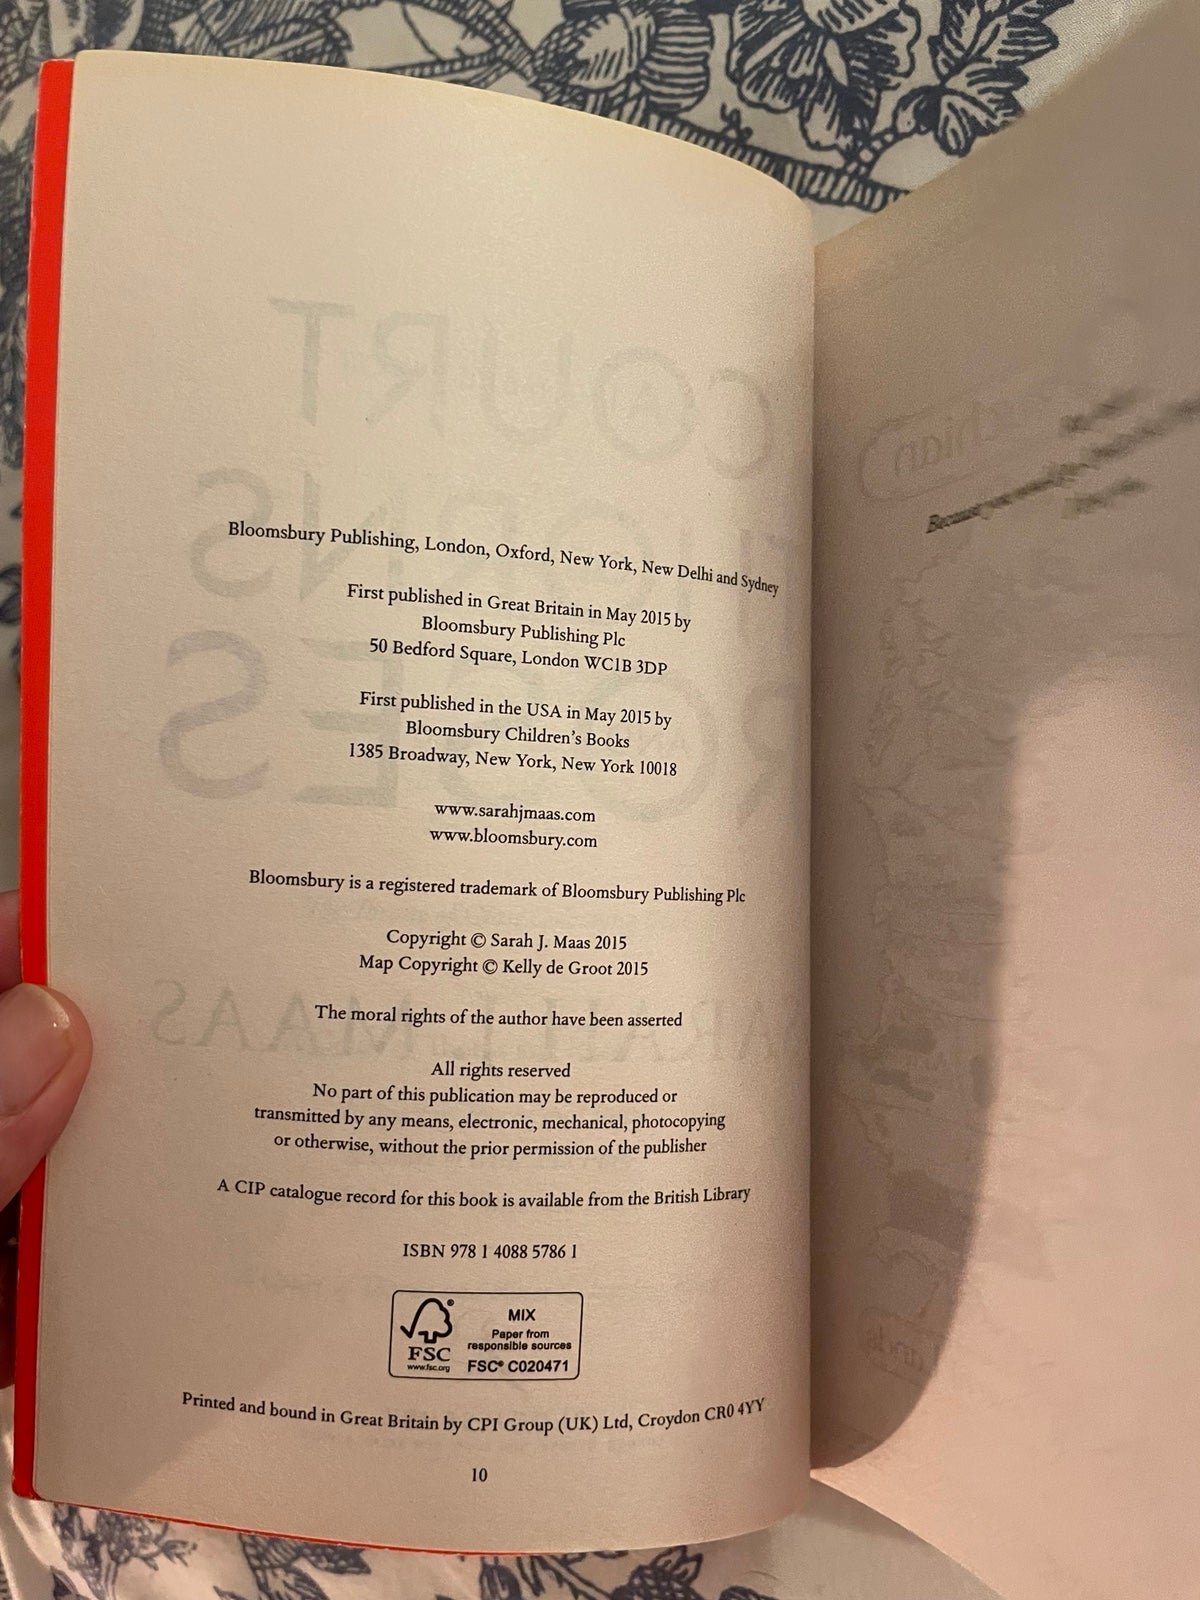 Bloomsbury Publishing, London, Oxford, New York, New Delhi and Sydney
First published in Great Britain in May 2015 by
Bloomsbury Publishing Plc
50 Bedford Square, London WC1B 3DP
First published in the USA in May 2015 by
Bloomsbury Children's Books
1385 Broadway, New York, New York 10018
www.sarahjmaas.com
www.bloomsbury.com
Bloomsbury is a registered trademark of Bloomsbury Publishing Plc
Copyright © Sarah J. Maas 2015
Map Copyright © Kelly de Groot 2015
The moral rights of the author have been asserted
All rights reserved
No part of this publication may be reproduced or
transmitted by any means, electronic, mechanical, photocopying
or otherwise, without the prior permission of the publisher
A CIP catalogue record for this book is available from the British Library
ISBN 978 1 4088 5786 1
FSC
www.fsc.org
MIX
Paper from
responsible sources
FSC® C020471
Printed and bound in Great Britain by CPI Group (UK) Ltd, Croydon CR0 4YY
10
Because